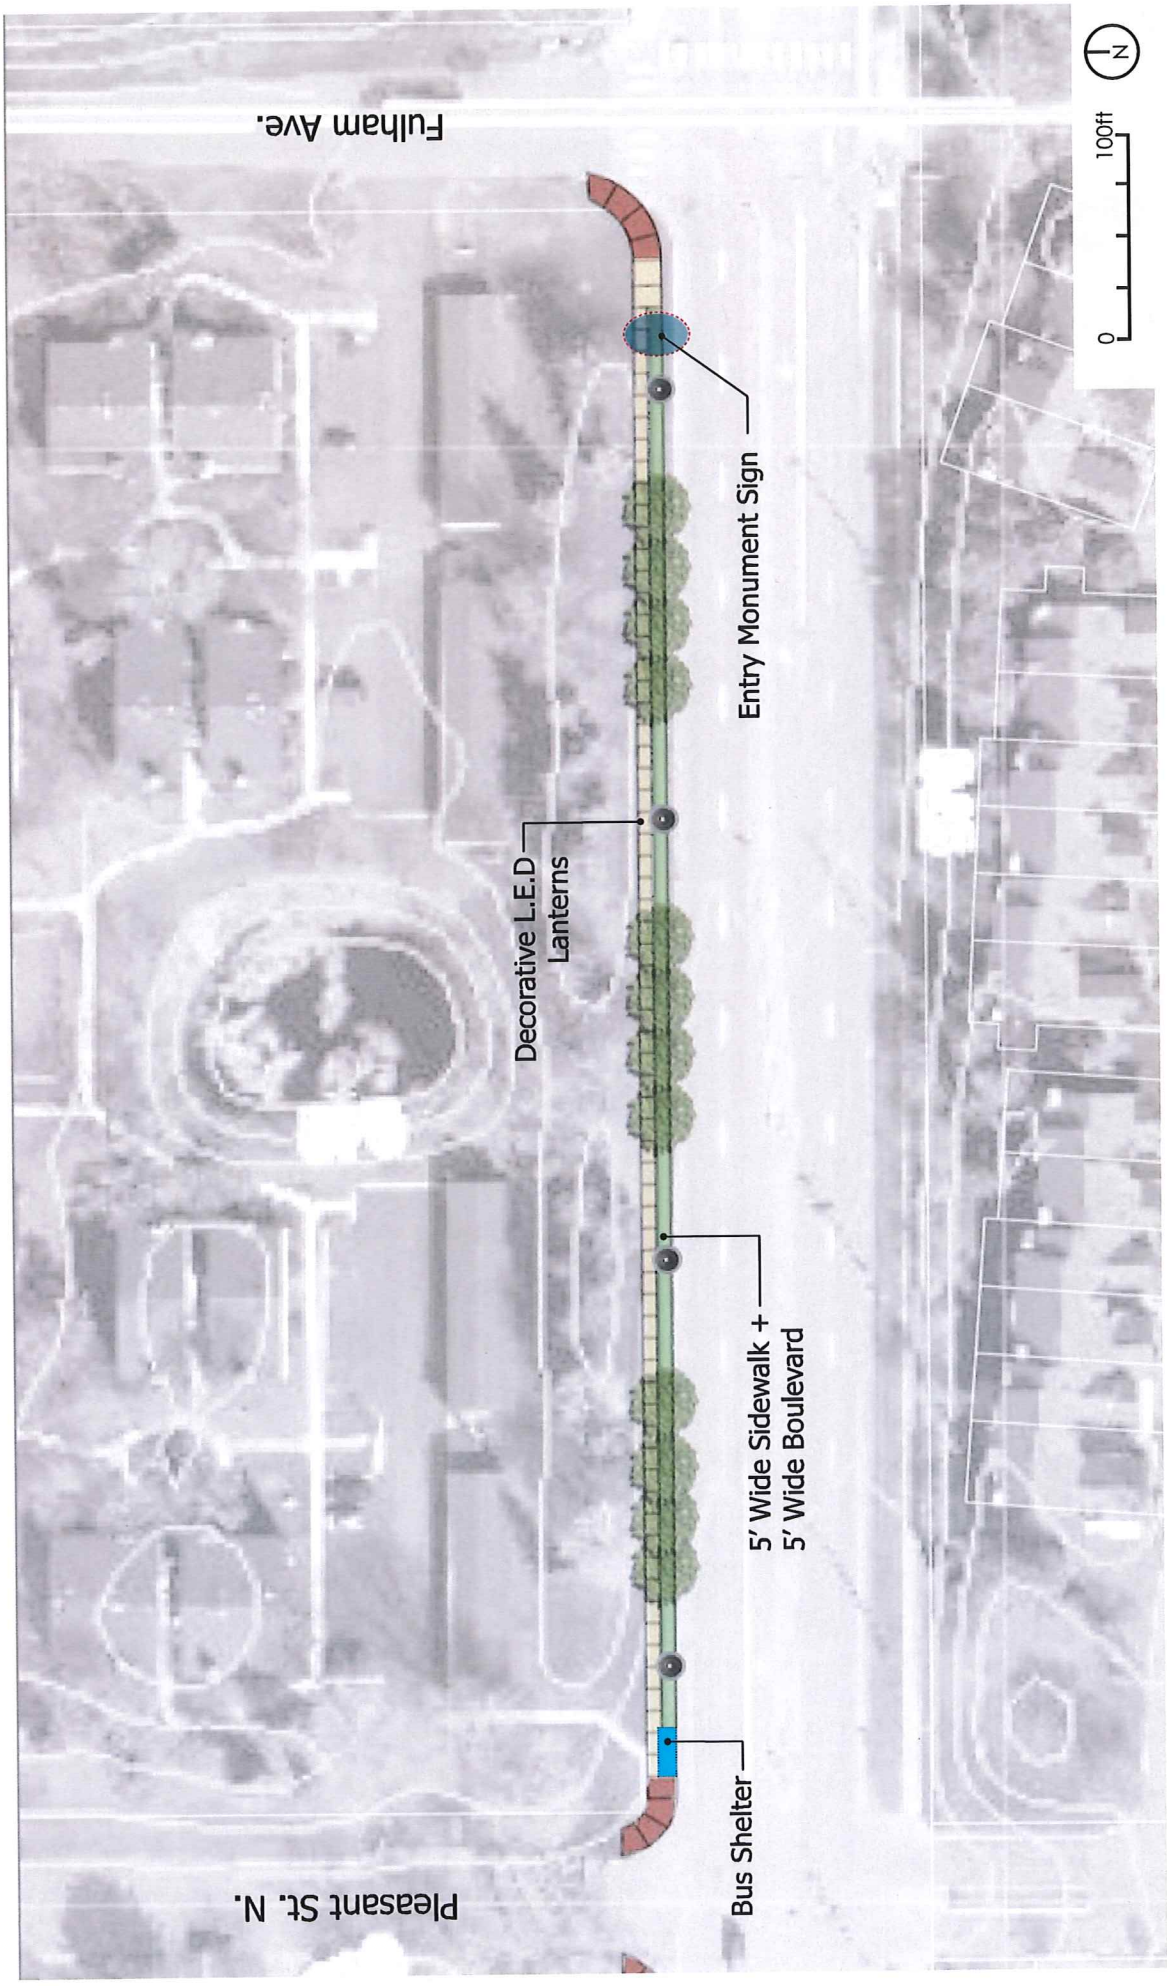 Pleasant St. N.
Fulham Ave.
Decorative L.E.D
Lanterns
Bus Shelter
5' Wide Sidewalk +
5' Wide Boulevard
Entry Monument Sign
0
100ft
N